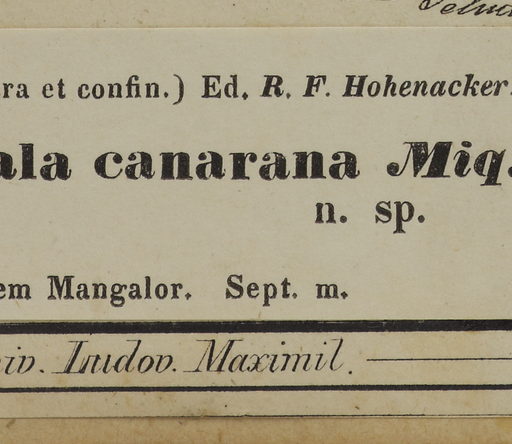 ra et confin.) Ed. R. F. Hohenacker.
ala canarana Miq.
n. sp.
em Mangalor. Sept. m.
iv. Ludov. Maximil.